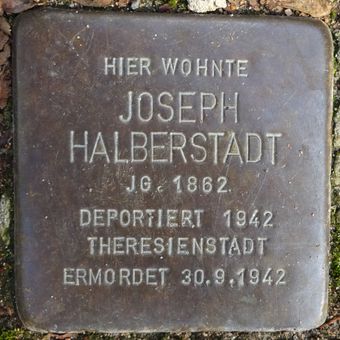 HIER WOHNTE
JOSEPH
HALBERSTADT
JG. 1862
DEPORTIERT 1942
THERESIENSTADT
ERMORDET 30.9.1942